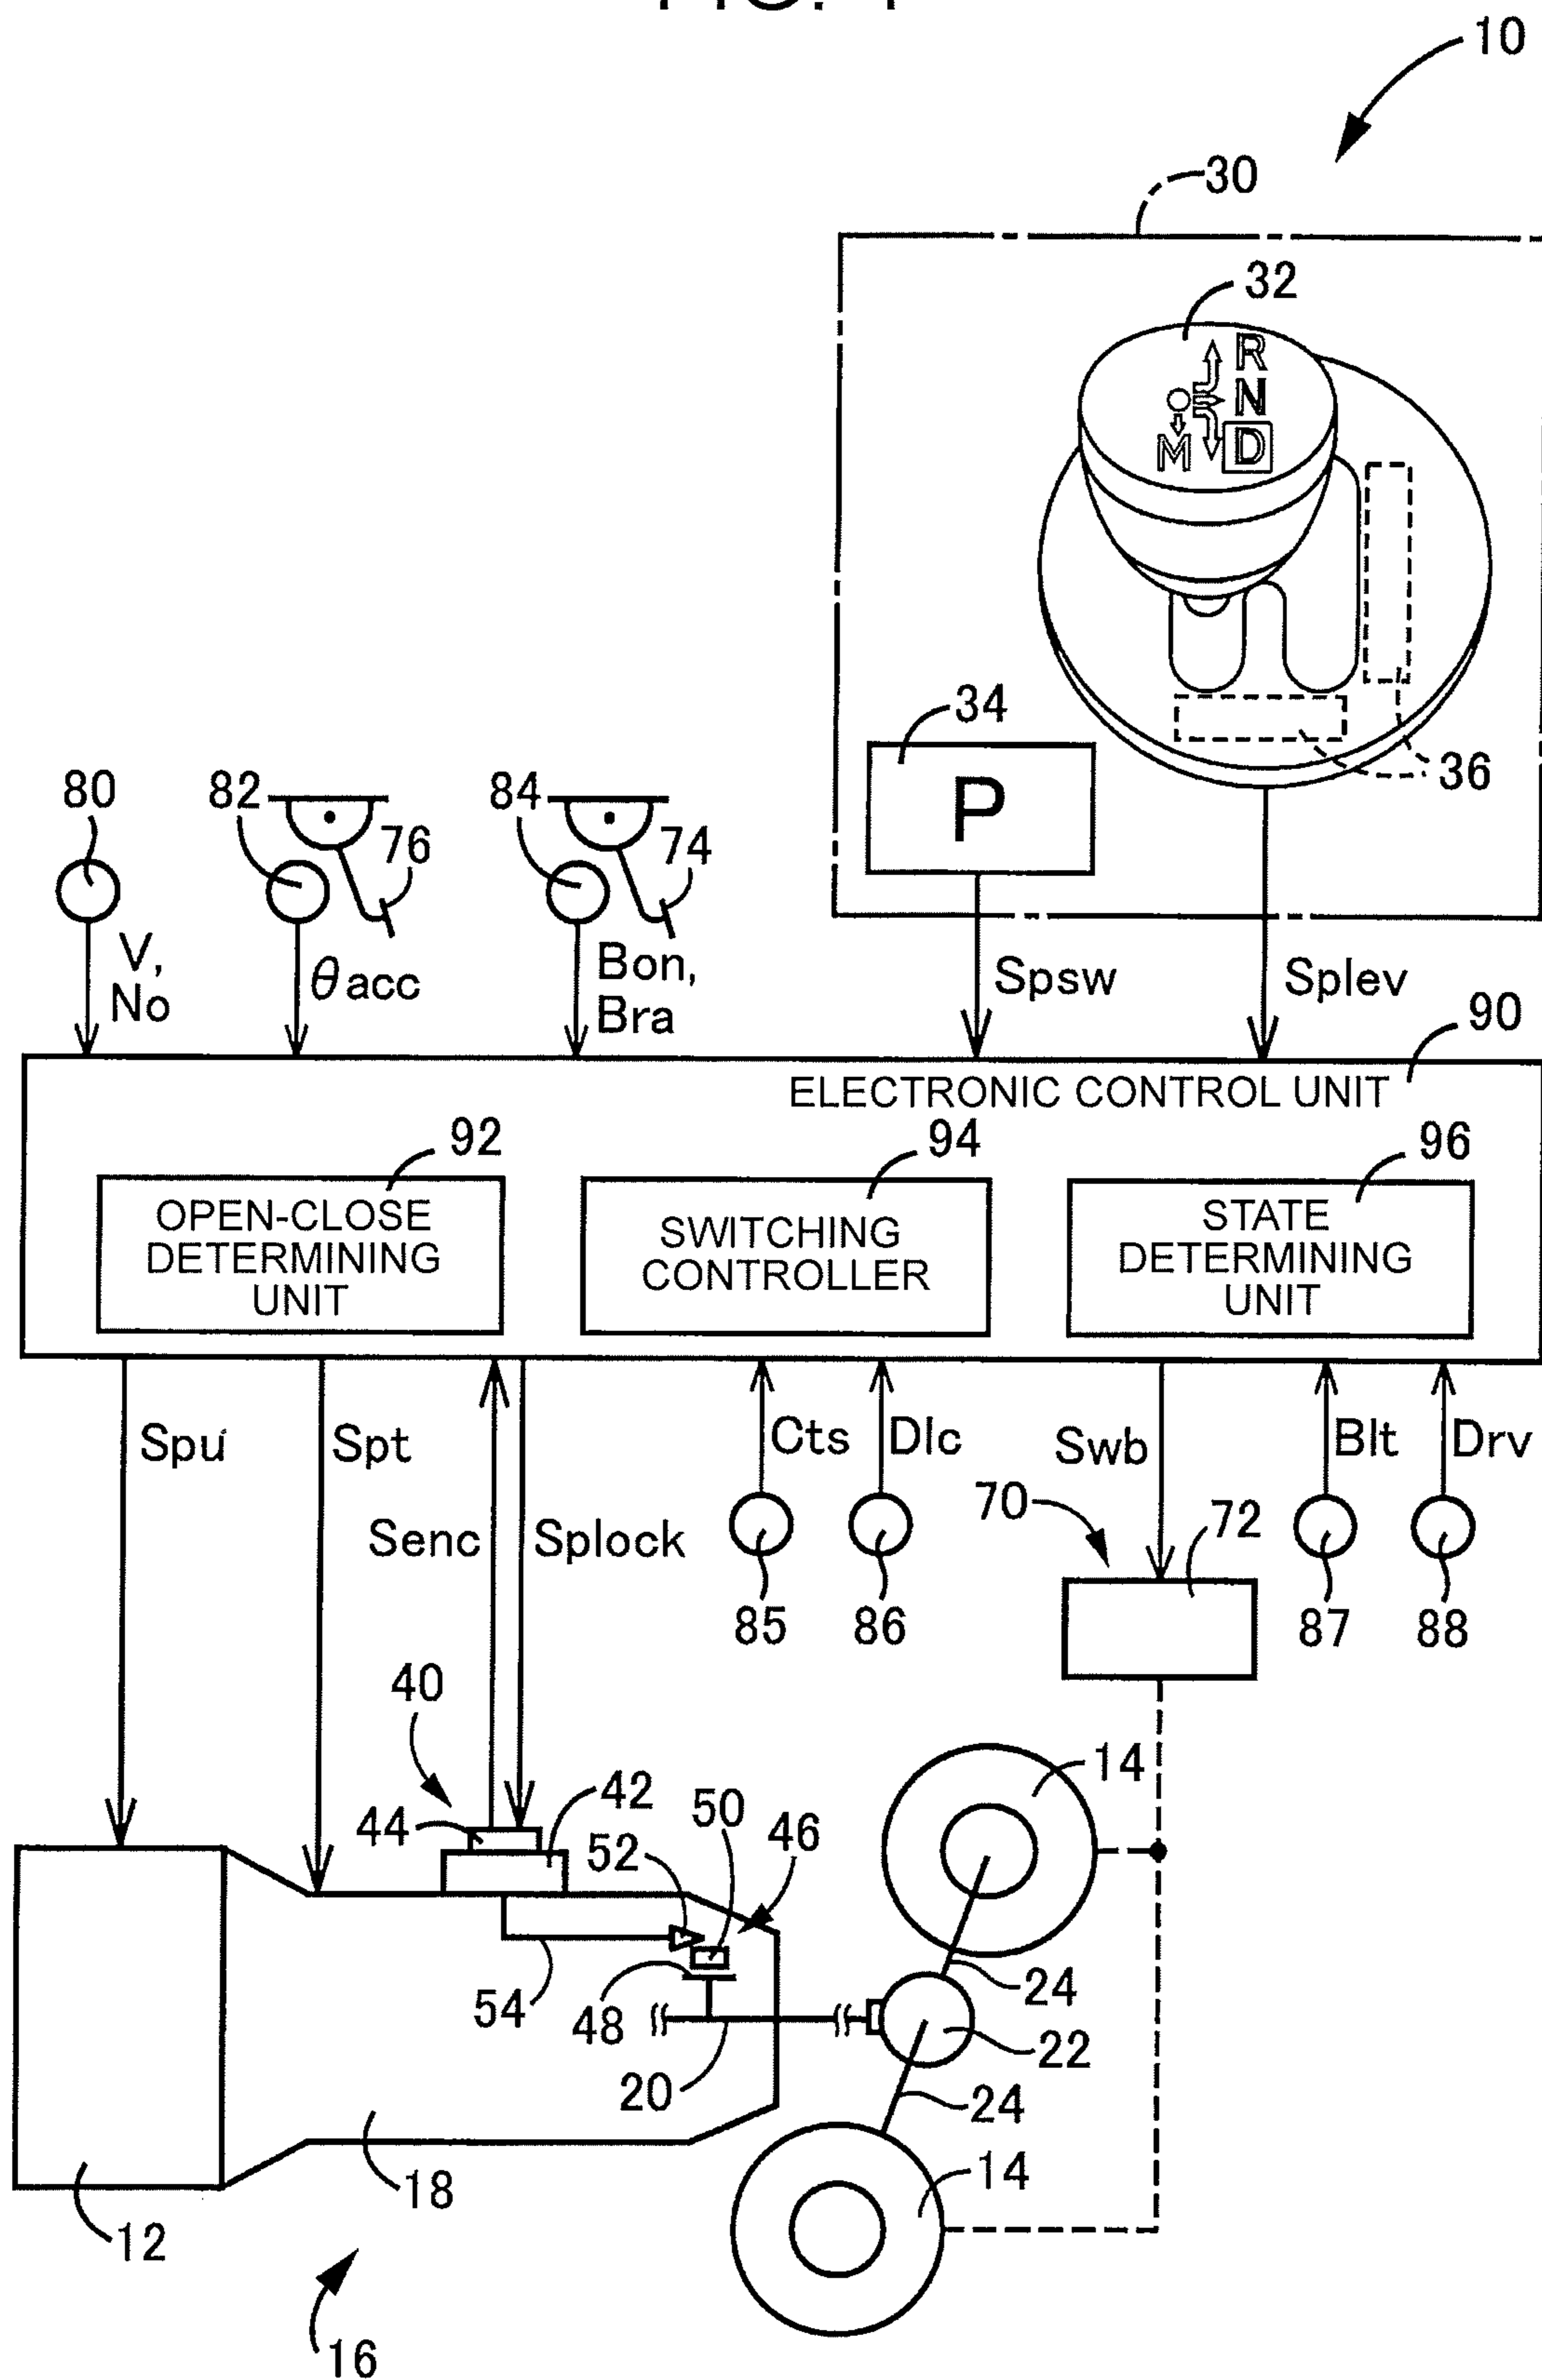 10
30
32
R
N
M D
34
P
36
80
82
76
84
74
V,
No
θacc
Bon,
Bra
Spsw
Splev
90
ELECTRONIC CONTROL UNIT
92
94
96
OPEN-CLOSE
DETERMINING
UNIT
SWITCHING
CONTROLLER
STATE
DETERMINING
UNIT
Spu
Spt
Senc
Splock
Cts
Dlc
Swb
Blt
Drv
70
72
85
86
87
88
40
42
44
50
52
46
14
54
48
24
22
20
24
14
18
12
16